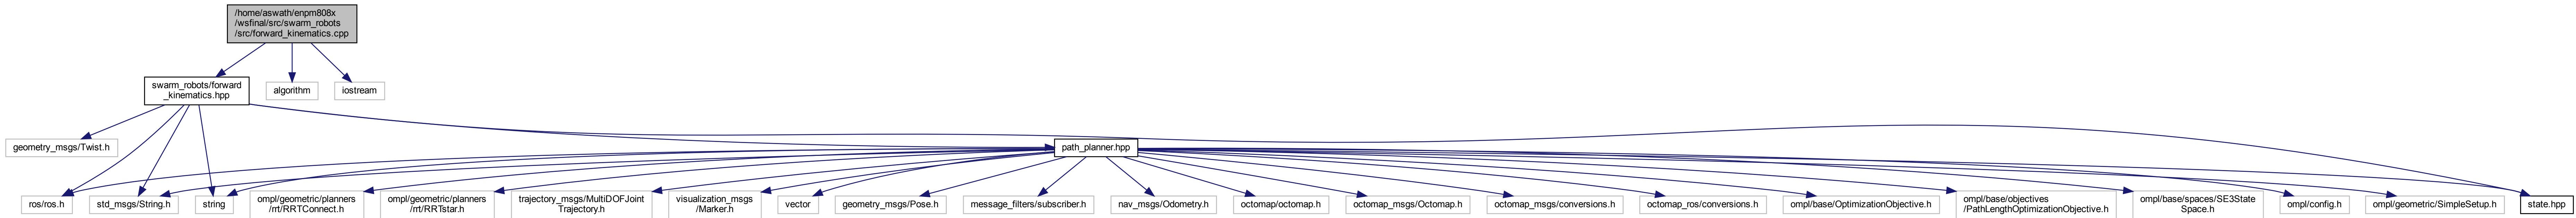 /home/aswath/enpm808x
/wsfinal/src/swarm_robots
/src/forward_kinematics.cpp
swarm_robots/forward
_kinematics.hpp
algorithm
iostream
geometry_msgs/Twist.h
path_planner.hpp
ros/ros.h
std_msgs/String.h
string
ompl/geometric/planners
/rrt/RRTConnect.h
ompl/geometric/planners
/rrt/RRTstar.h
trajectory_msgs/MultiDOFJoint
Trajectory.h
visualization_msgs
/Marker.h
vector
geometry_msgs/Pose.h
message_filters/subscriber.h
nav_msgs/Odometry.h
octomap/octomap.h
octomap_msgs/Octomap.h
octomap_msgs/conversions.h
octomap_ros/conversions.h
ompl/base/OptimizationObjective.h
ompl/base/objectives
/PathLengthOptimizationObjective.h
ompl/base/spaces/SE3State
Space.h
ompl/config.h
ompl/geometric/SimpleSetup.h
state.hpp